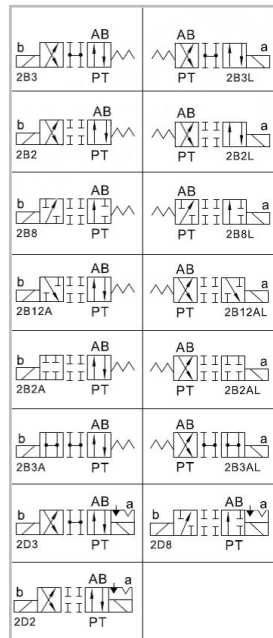 b AB
2B3 PT
AB a
PT 2B3L
b AB
2B2 PT
AB a
PT 2B2L
b AB
2B8 PT
AB a
PT 2B8L
b AB
2B12A PT
AB a
PT 2B12AL
b AB
2B2A PT
AB a
PT 2B2AL
b AB
2B3A PT
AB a
PT 2B3AL
b AB a
2D3 PT
b AB a
2D8 PT
b AB a
2D2 PT